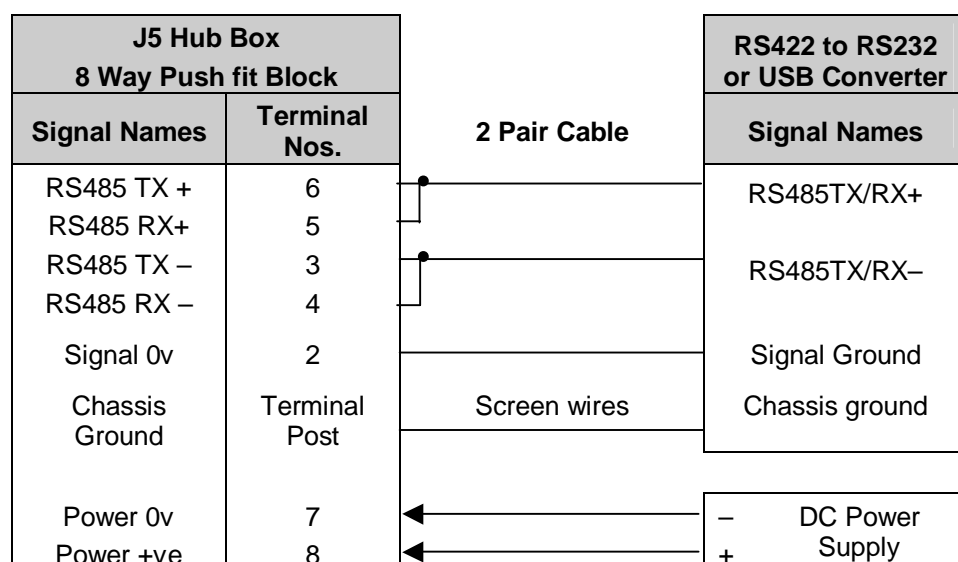 J5 Hub Box
8 Way Push fit Block
RS422 to RS232
or USB Converter
Signal Names
Terminal
Nos.
2 Pair Cable
Signal Names
RS485 TX +
6
RS485TX/RX+
RS485 RX+
5
RS485 TX –
3
RS485TX/RX–
RS485 RX –
4
Signal 0v
2
Signal Ground
Chassis
Ground
Terminal
Post
Screen wires
Chassis ground
Power 0v
7
–
DC Power
Supply
Power +ve
8
+